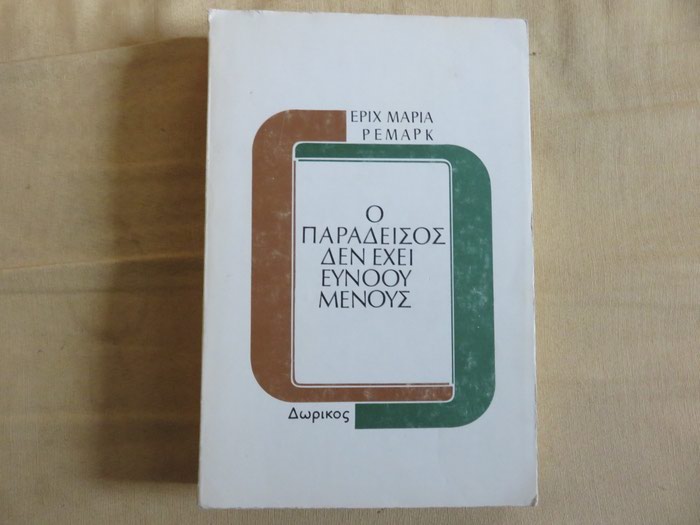 ΕΡΙΧ ΜΑΡΙΑ
ΡΕΜΑΡΚ
Ο
ΠΑΡΑΔΕΙΣΟΣ
ΔΕΝ ΕΧΕΙ
ΕΥΝΟΟΥ
ΜΕΝΟΥΣ
Δωρικος